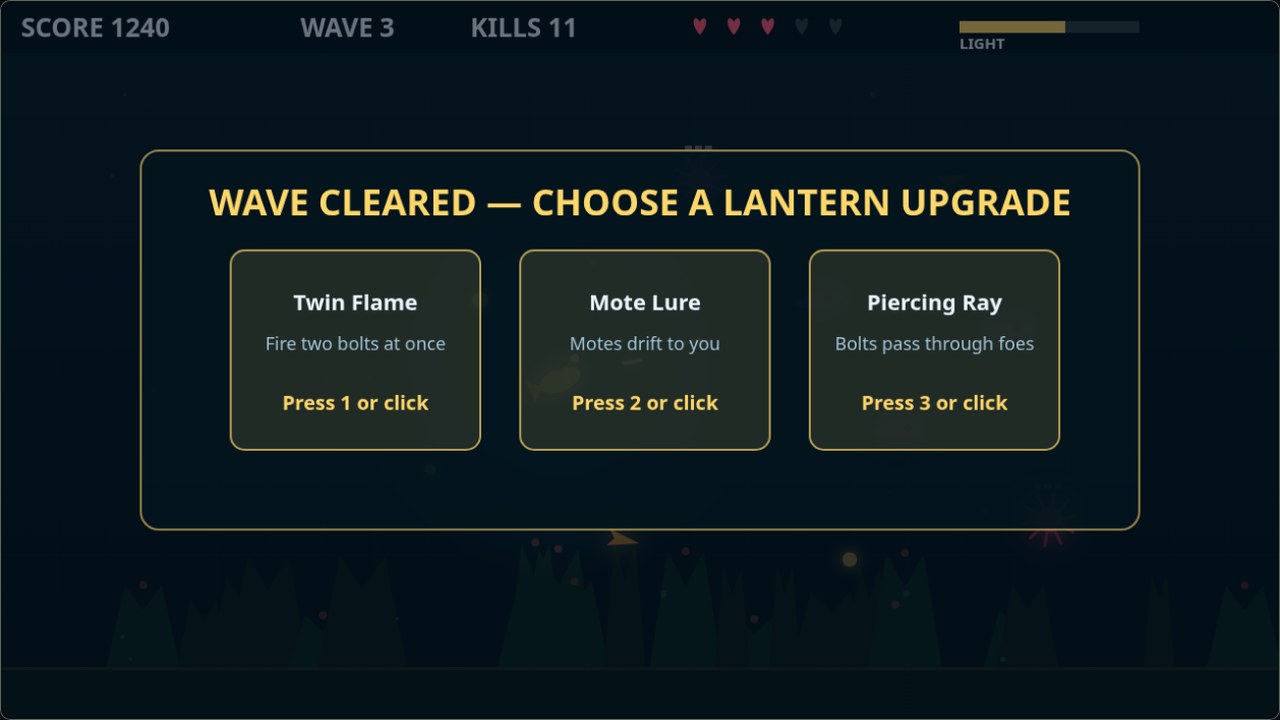 SCORE 1240 WAVE 3 KILLS 11
LIGHT
WAVE CLEARED — CHOOSE A LANTERN UPGRADE
Twin Flame
Fire two bolts at once
Press 1 or click
Mote Lure
Motes drift to you
Press 2 or click
Piercing Ray
Bolts pass through foes
Press 3 or click